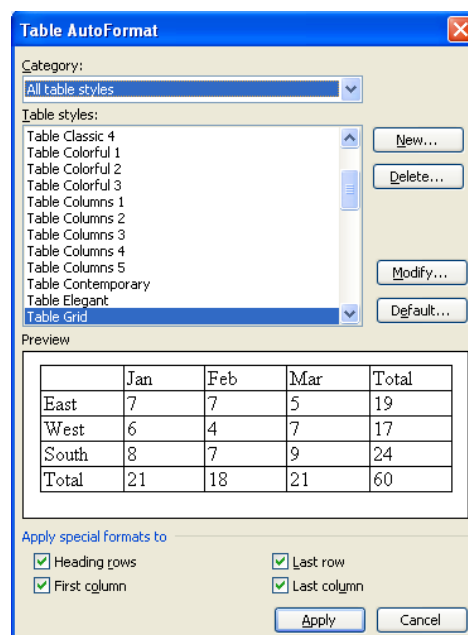 Table AutoFormat
Category:
All table styles
Table styles:
Table Classic 4
Table Colorful 1
Table Colorful 2
Table Colorful 3
Table Columns 1
Table Columns 2
Table Columns 3
Table Columns 4
Table Columns 5
Table Contemporary
Table Elegant
Table Grid
New...
Delete...
Modify...
Default...
Preview
Jan Feb Mar Total
East 7 7 5 19
West 6 4 7 17
South 8 7 9 24
Total 21 18 21 60
Apply special formats to
Heading rows Last row
First column Last column
Apply Cancel